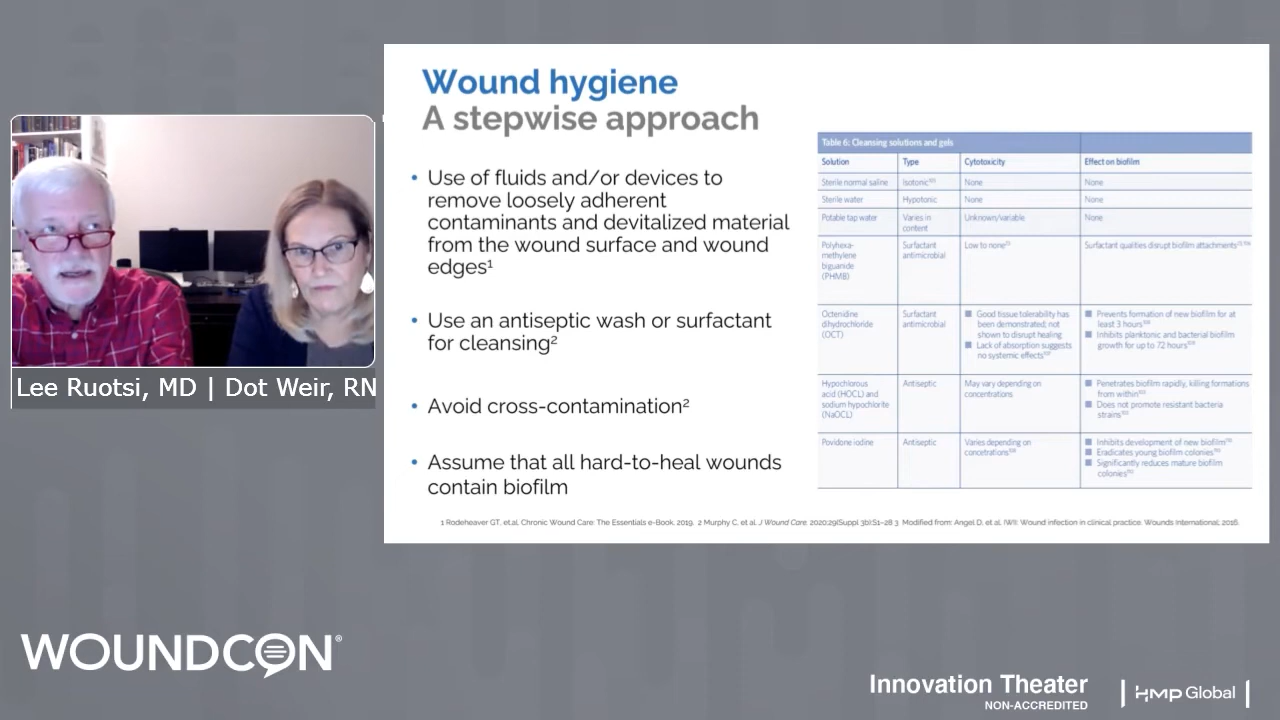 Wound hygiene
A stepwise approach
• Use of fluids and/or devices to
remove loosely adherent
contaminants and devitalized material
from the wound surface and wound
edges¹
• Use an antiseptic wash or surfactant
for cleansing²
• Avoid cross-contamination²
• Assume that all hard-to-heal wounds
contain biofilm
Table 6: Cleansing solutions and gels
Solution Type Cytotoxicity Effect on biofilm
Sterile normal saline Isotonic None None
Sterile water Hypotonic None None
Potable tap water Varies in content Unknown/variable None
Polyhexa-
methylene
biguanide
(PHMB)
Surfactant
antimicrobial
Low to none
Surfactant qualities disrupt biofilm attachments
Octenidine
dihydrochloride
(OCT)
Surfactant
antimicrobial
■ Good tissue tolerability has
been demonstrated; not
shown to disrupt healing
■ Lack of absorption suggests
no systemic effects
■ Prevents formation of new biofilm for at
least 3 hours
■ Inhibits planktonic and bacterial biofilm
growth for up to 72 hours
Hypochlorous
acid (HOCL) and
sodium hypochlorite
(NaOCL)
Antiseptic
May vary depending on
concentrations
■ Penetrates biofilm rapidly, killing formations
from within
■ Does not promote resistant bacteria
strains
Povidone iodine
Antiseptic
Varies depending on
concetrations
■ Inhibits development of new biofilm
■ Eradicates young biofilm colonies
■ Significantly reduces mature biofilm
colonies
1 Rodeheaver GT, et.al, Chronic Wound Care: The Essentials e-Book, 2019. 2 Murphy C, et al. J Wound Care. 2020;29(Suppl 3b):S1–28 3 Modified from: Angel D, et al. IWII: Wound infection in clinical practice. Wounds International, 2016.
Lee Ruotsi, MD | Dot Weir, RN
WOUNDCON®
Innovation Theater
NON-ACCREDITED
HMP Global